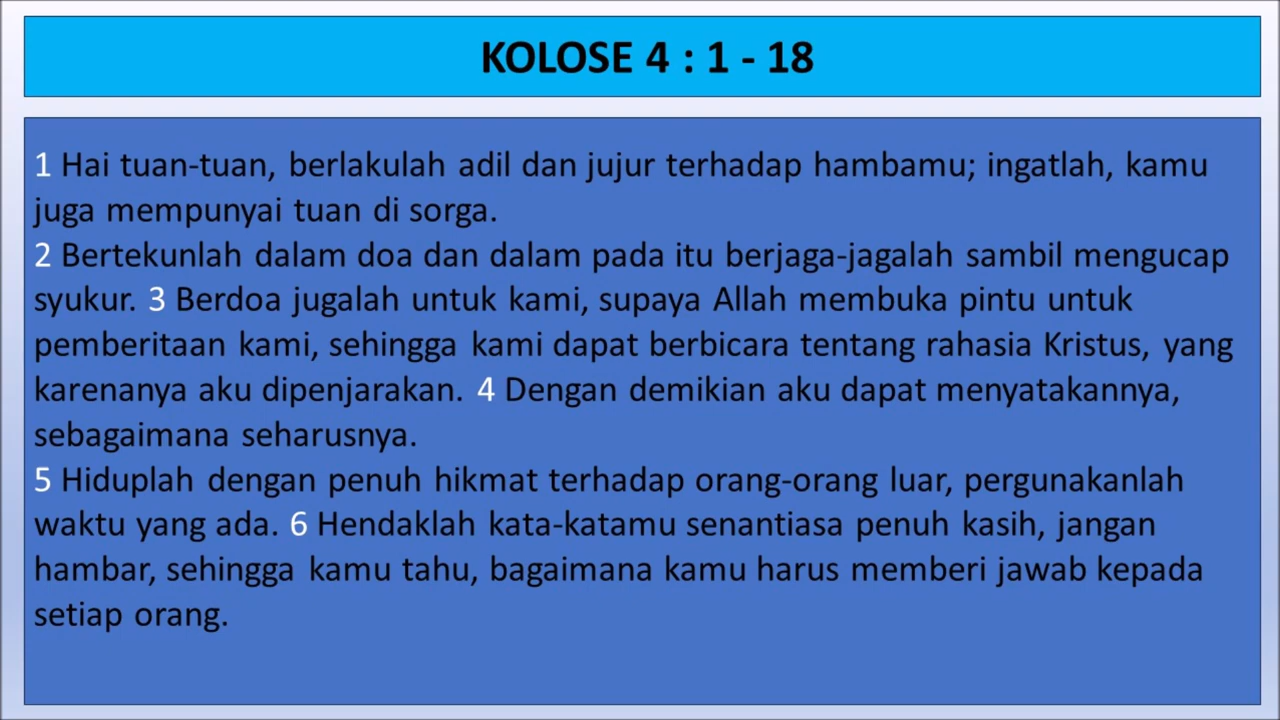 KOLOSE 4 : 1 - 18
1 Hai tuan-tuan, berlakulah adil dan jujur terhadap hambamu; ingatlah, kamu
juga mempunyai tuan di sorga.
2 Bertekunlah dalam doa dan dalam pada itu berjaga-jagalah sambil mengucap
syukur. 3 Berdoa jugalah untuk kami, supaya Allah membuka pintu untuk
pemberitaan kami, sehingga kami dapat berbicara tentang rahasia Kristus, yang
karenanya aku dipenjarakan. 4 Dengan demikian aku dapat menyatakannya,
sebagaimana seharusnya.
5 Hiduplah dengan penuh hikmat terhadap orang-orang luar, pergunakanlah
waktu yang ada. 6 Hendaklah kata-katamu senantiasa penuh kasih, jangan
hambar, sehingga kamu tahu, bagaimana kamu harus memberi jawab kepada
setiap orang.